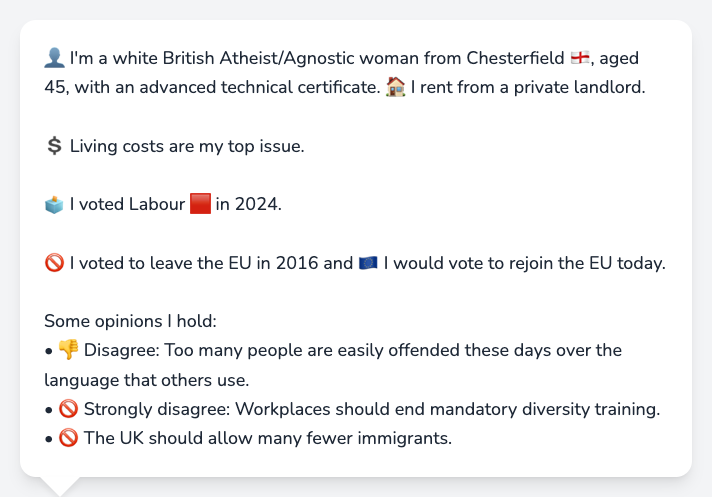 👤 I'm a white British Atheist/Agnostic woman from Chesterfield 🏴󠁧󠁢󠁥󠁮󠁧󠁿, aged
45, with an advanced technical certificate. 🏠 I rent from a private landlord.
💲 Living costs are my top issue.
🗳️ I voted Labour 🟥 in 2024.
🚫 I voted to leave the EU in 2016 and 🇪🇺 I would vote to rejoin the EU today.
Some opinions I hold:
• 👎 Disagree: Too many people are easily offended these days over the
language that others use.
• 🚫 Strongly disagree: Workplaces should end mandatory diversity training.
• 🚫 The UK should allow many fewer immigrants.